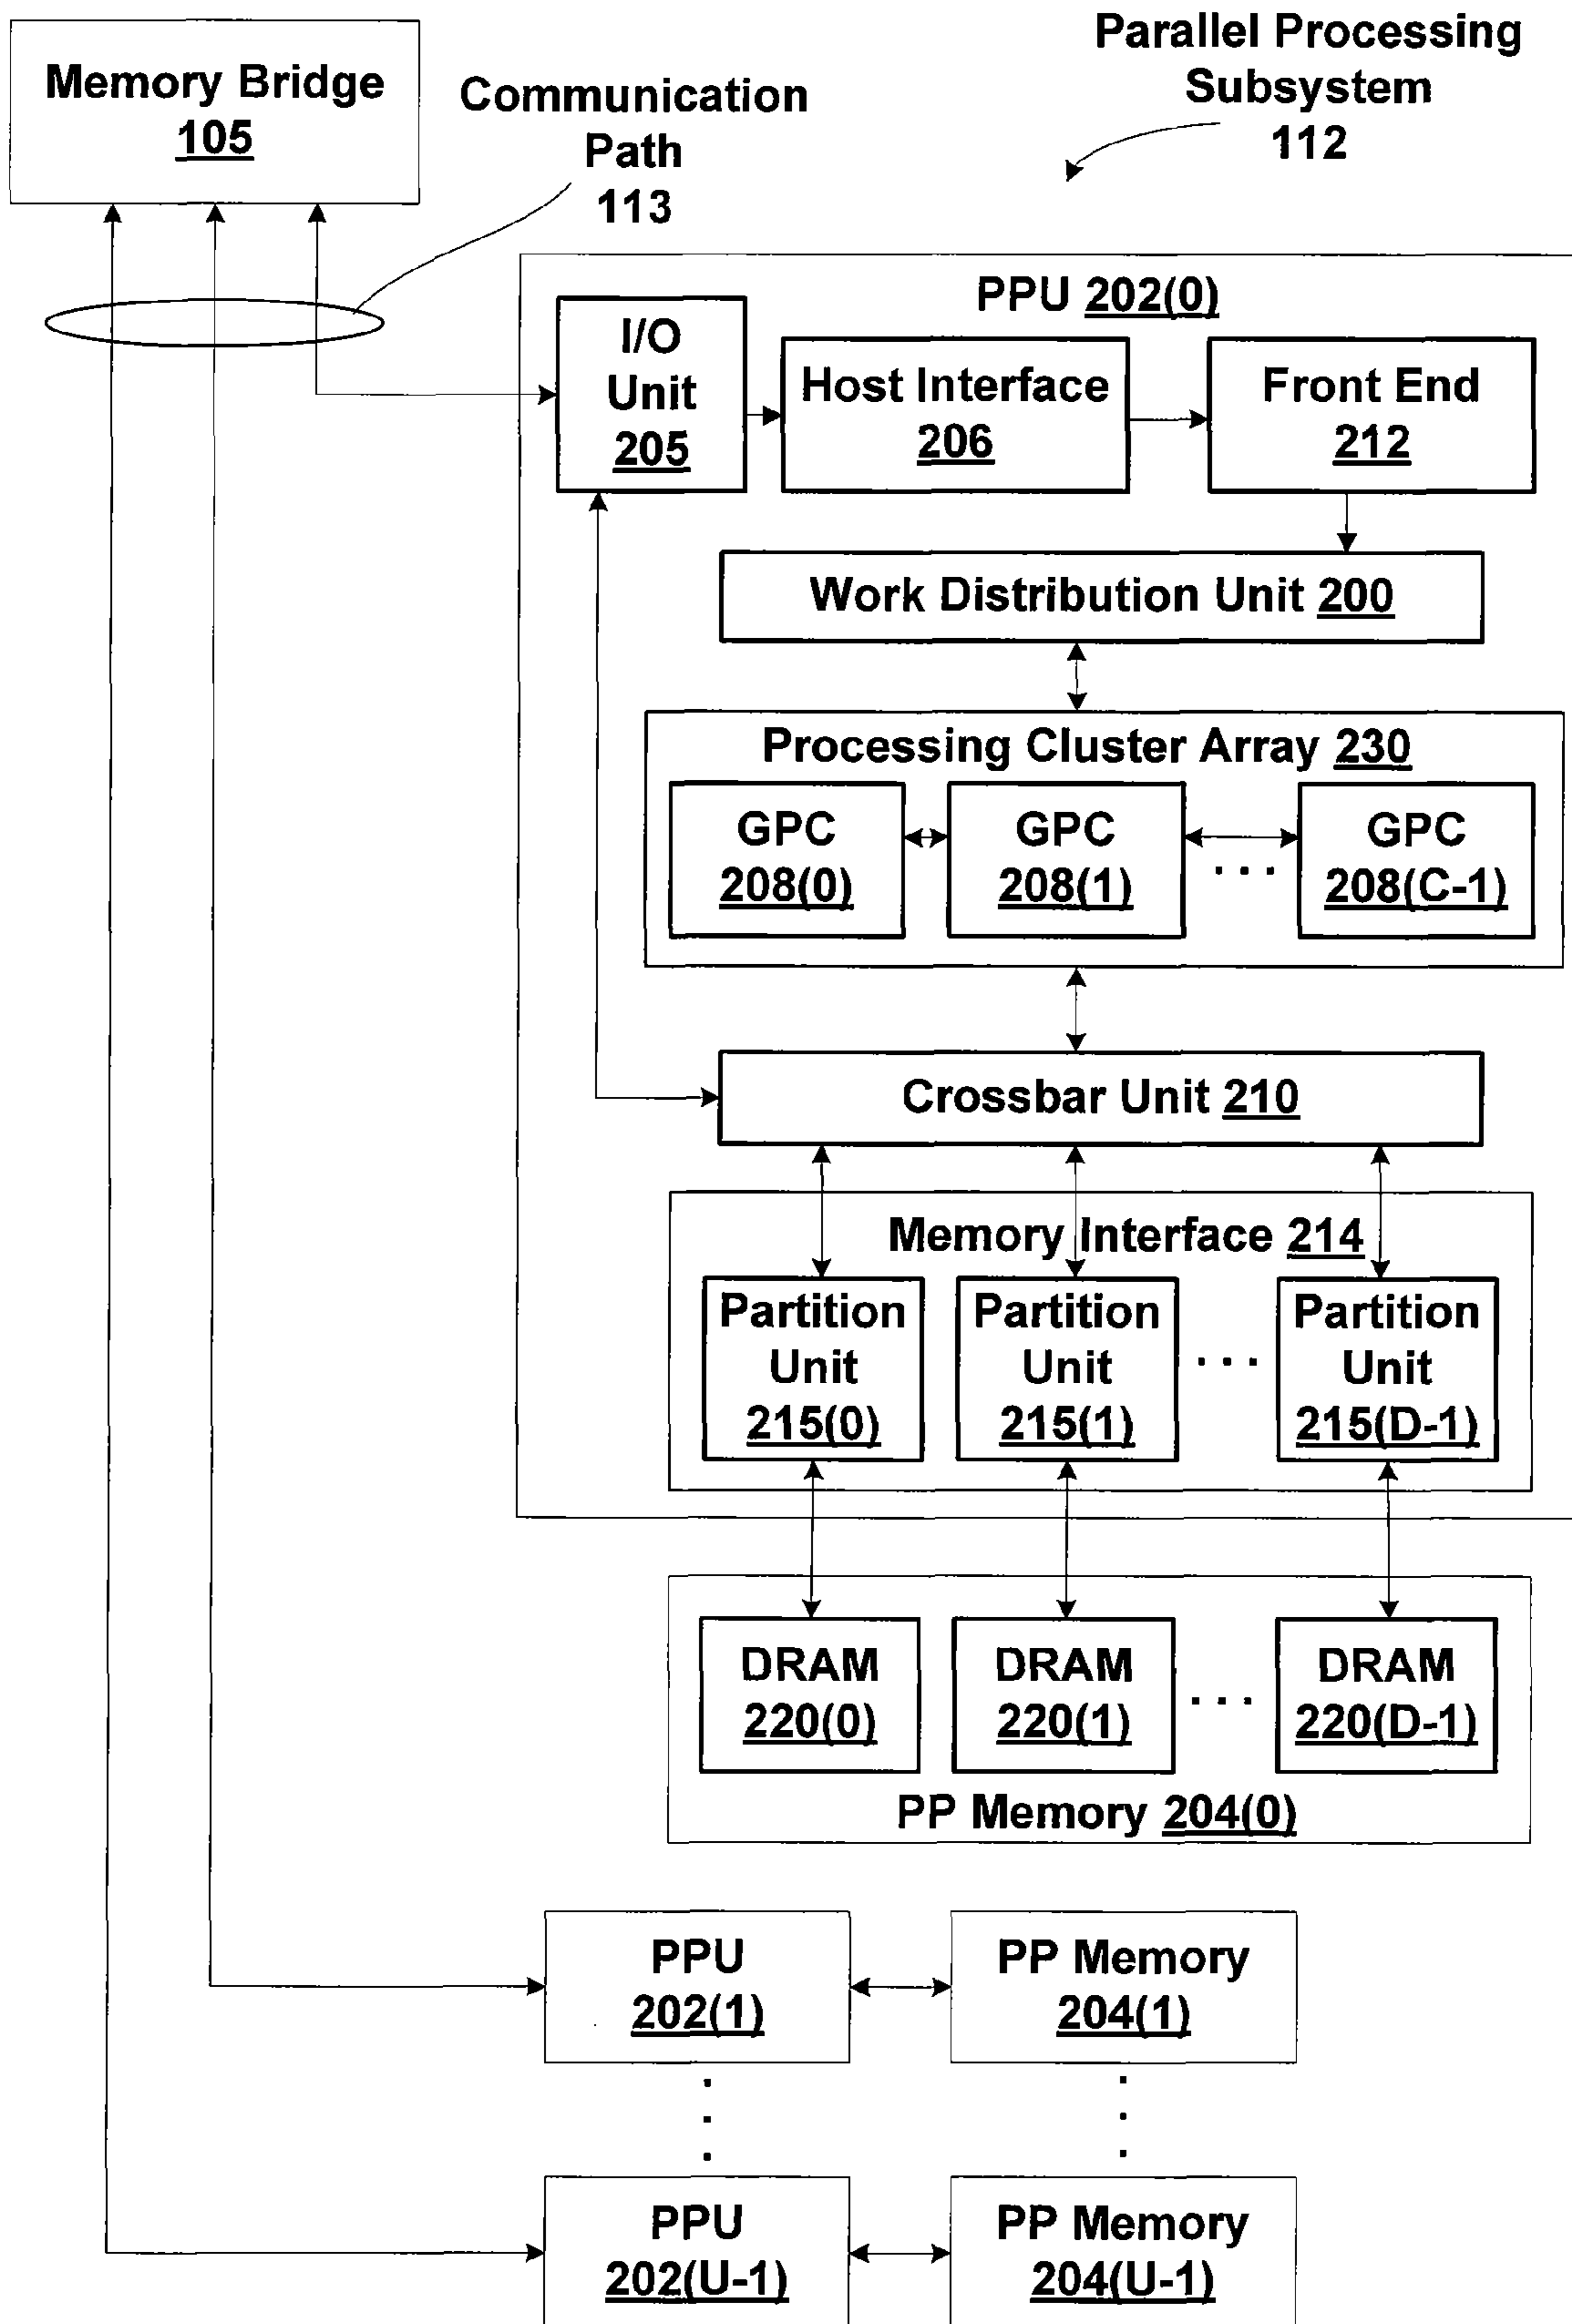 Memory Bridge
105
Communication
Path
113
Parallel Processing
Subsystem
112
PPU 202(0)
I/O
Unit
205
Host Interface
206
Front End
212
Work Distribution Unit 200
Processing Cluster Array 230
GPC
208(0)
GPC
208(1)
. . .
GPC
208(C-1)
Crossbar Unit 210
Memory Interface 214
Partition
Unit
215(0)
Partition
Unit
215(1)
. . .
Partition
Unit
215(D-1)
DRAM
220(0)
DRAM
220(1)
. . .
DRAM
220(D-1)
PP Memory 204(0)
PPU
202(1)
PP Memory
204(1)
PPU
202(U-1)
PP Memory
204(U-1)